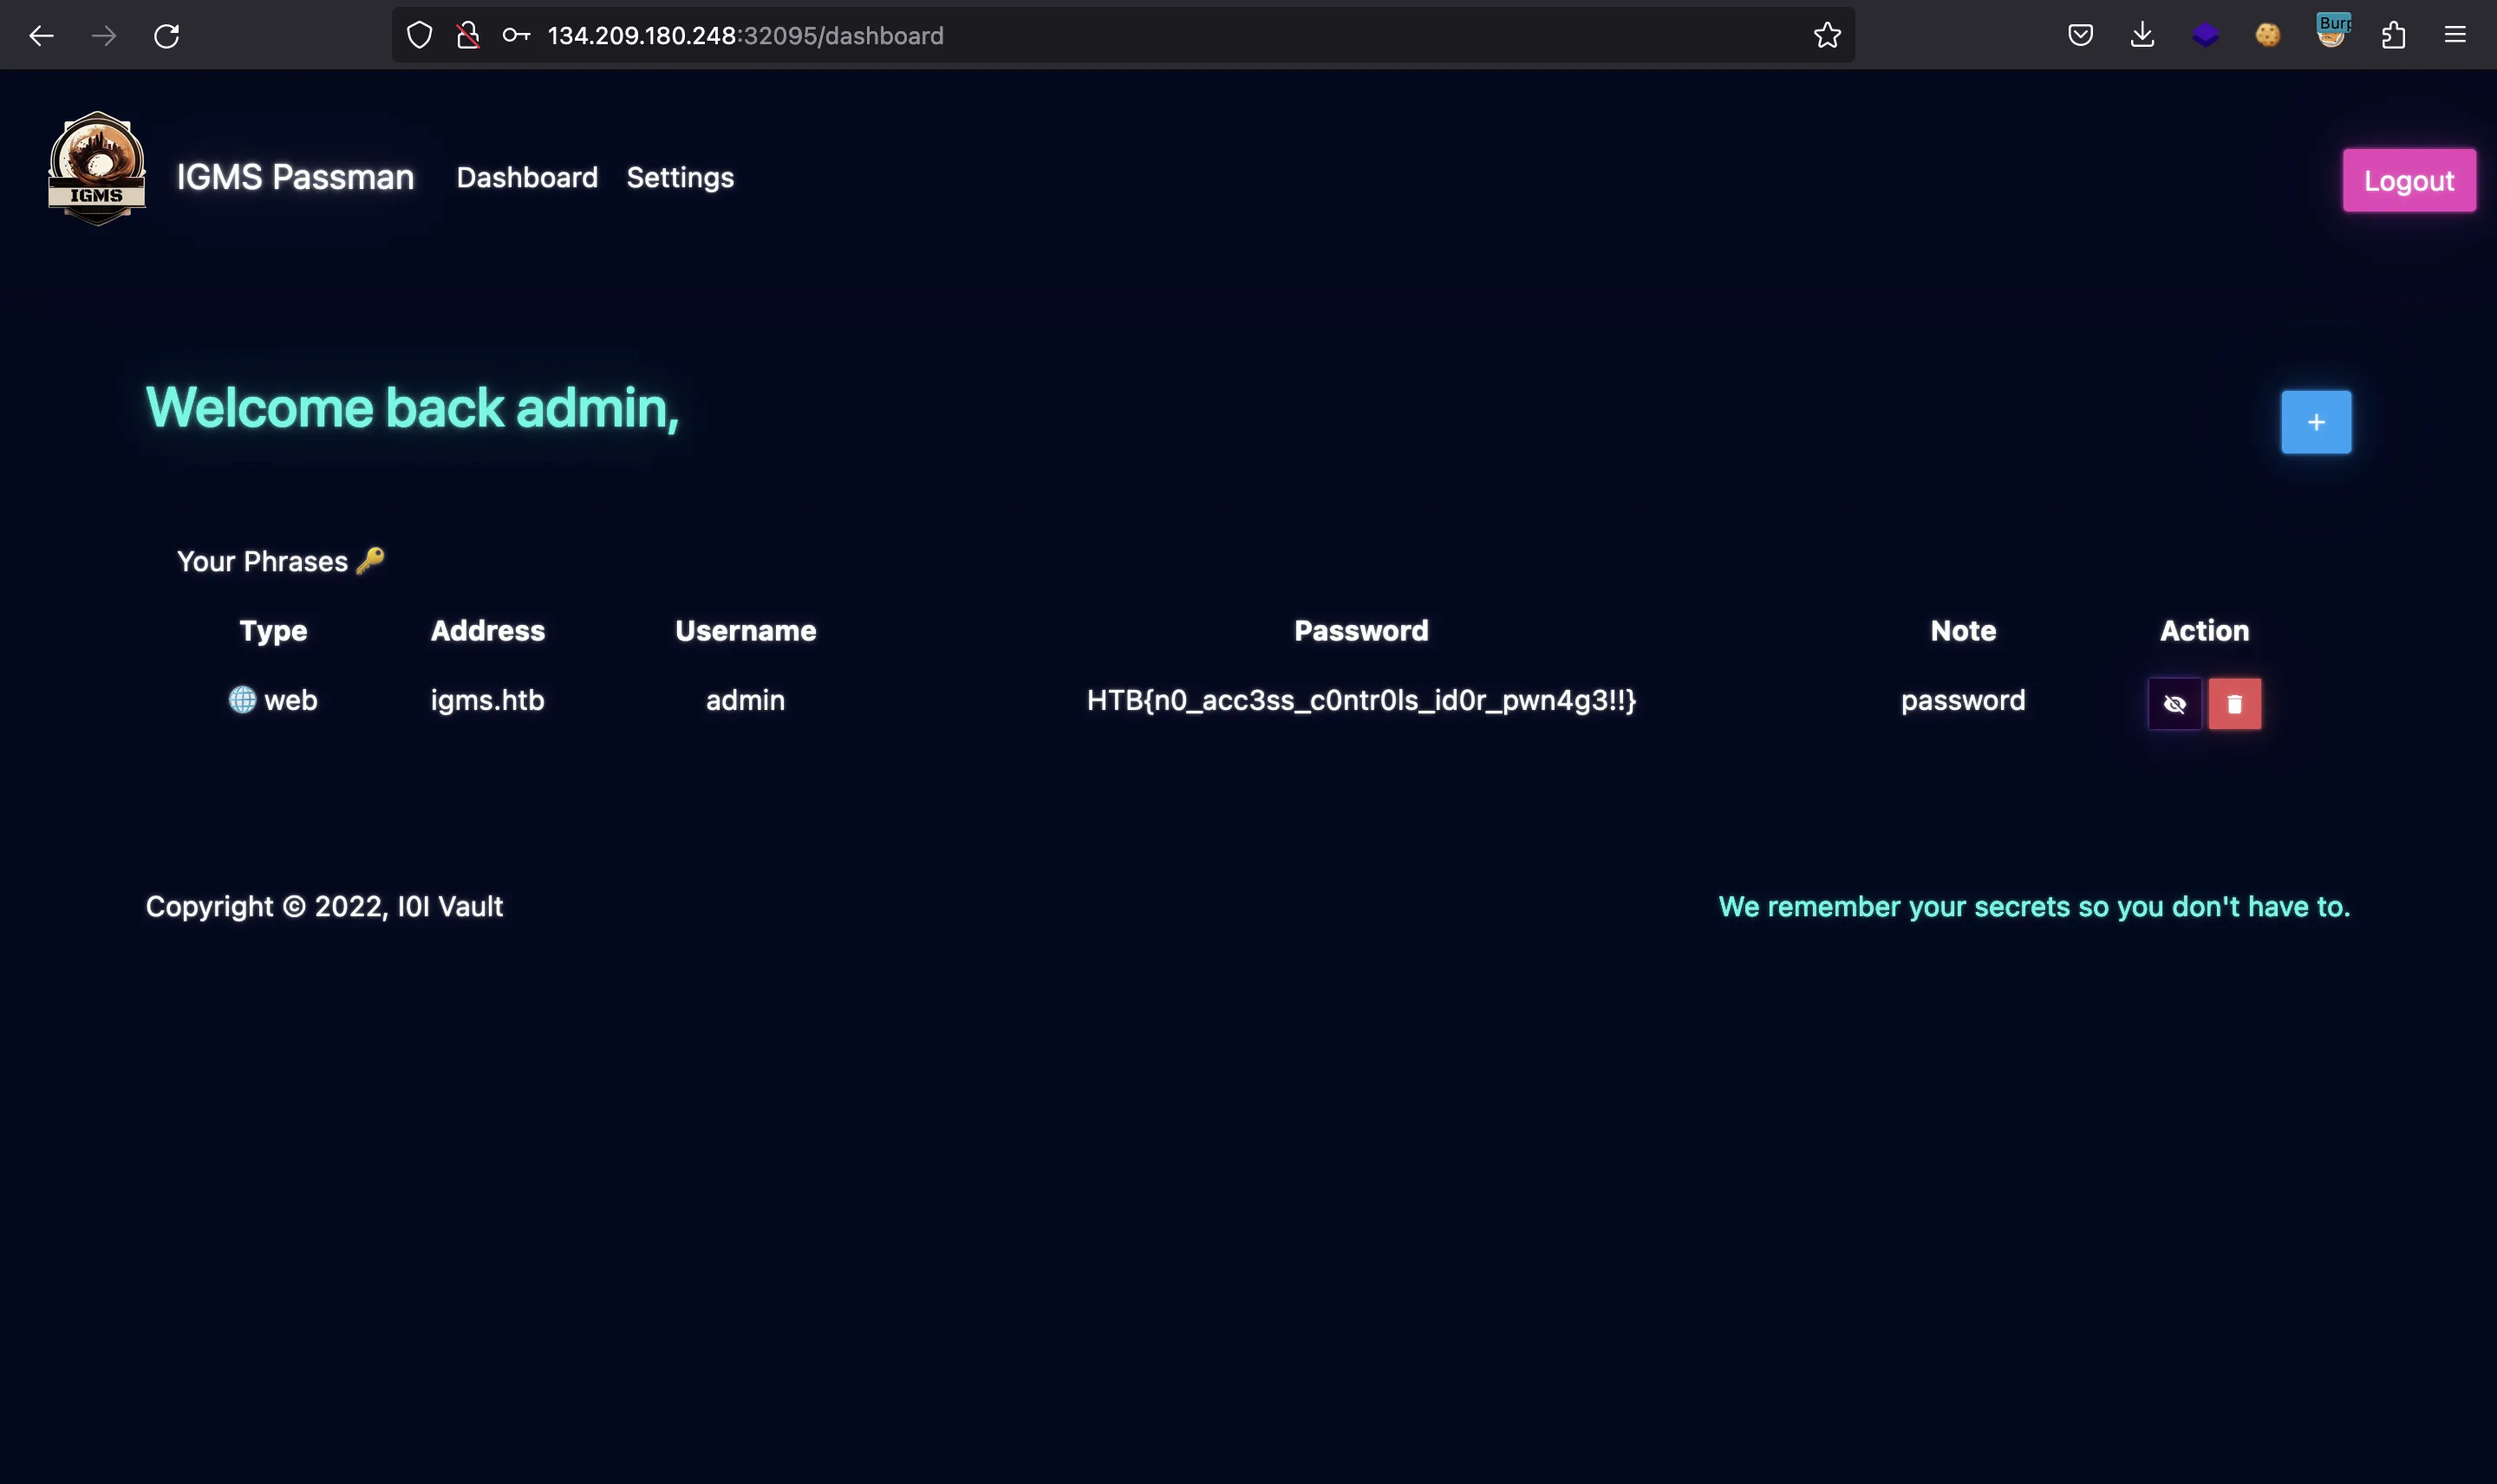 134.209.180.248:32095/dashboard
Burp
IGMS
IGMS Passman Dashboard Settings Logout
Welcome back admin,
+
Your Phrases 🔑
Type Address Username Password Note Action
🌐 web igms.htb admin HTB{n0_acc3ss_c0ntr0ls_id0r_pwn4g3!!} password
Copyright © 2022, I0I Vault We remember your secrets so you don't have to.